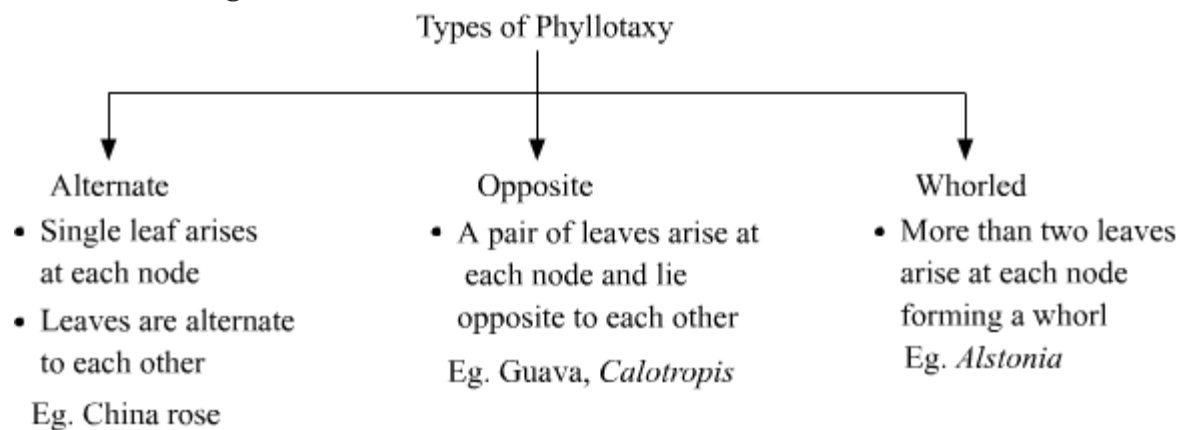 Types of Phyllotaxy
Alternate
• Single leaf arises
at each node
• Leaves are alternate
to each other
Eg. China rose
Opposite
• A pair of leaves arise at
each node and lie
opposite to each other
Eg. Guava, Calotropis
Whorled
• More than two leaves
arise at each node
forming a whorl
Eg. Alstonia